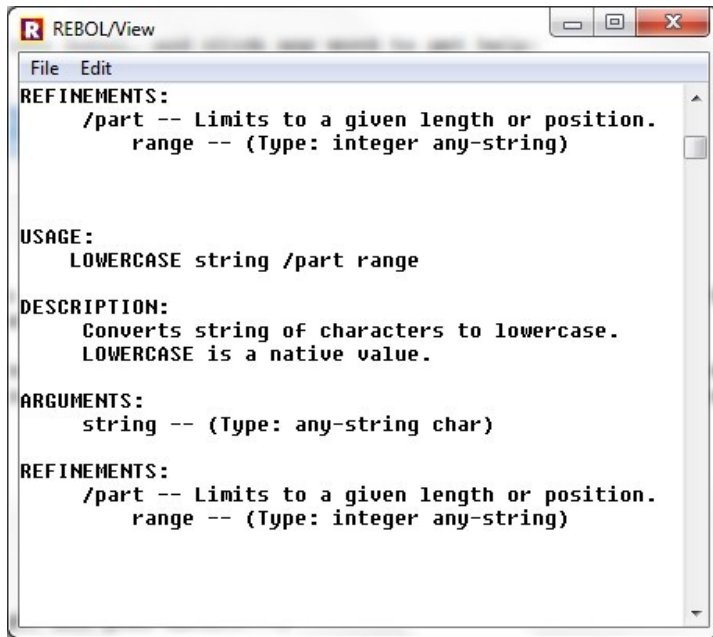 R REBOL/View
File Edit
REFINEMENTS:
/part -- Limits to a given length or position.
range -- (Type: integer any-string)
USAGE:
LOWERCASE string /part range
DESCRIPTION:
Converts string of characters to lowercase.
LOWERCASE is a native value.
ARGUMENTS:
string -- (Type: any-string char)
REFINEMENTS:
/part -- Limits to a given length or position.
range -- (Type: integer any-string)